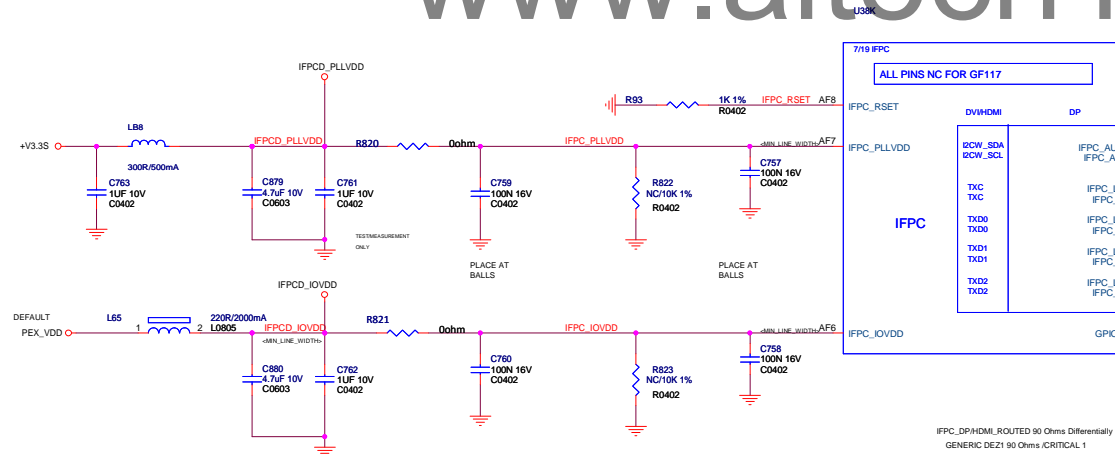 U38K
7/19 IFPC
ALL PINS NC FOR GF117
IFPCD_PLLVDD
R93
1K 1%
R0402
IFPC_RSET
AF8
IFPC_RSET
DVI/HDMI
DP
LB8
+V3.3S
IFPCD_PLLVDD
R820
0ohm
IFPC_PLLVDD
<MIN_LINE_WIDTH>
AF7
IFPC_PLLVDD
I2CW_SDA
I2CW_SCL
300R/500mA
C763
1UF 10V
C0402
C879
4.7uF 10V
C0603
C761
1UF 10V
C0402
C759
100N 16V
C0402
R822
NC/10K 1%
R0402
C757
100N 16V
C0402
TXC
TXC
IFPC
TXD0
TXD0
TXD1
TXD1
TXD2
TXD2
TEST/MEASUREMENT
ONLY
PLACE AT
BALLS
PLACE AT
BALLS
IFPCD_IOVDD
DEFAULT
PEX_VDD
L65
1
2
220R/2000mA
L0805
IFPCD_IOVDD
<MIN_LINE_WIDTH>
R821
0ohm
IFPC_IOVDD
<MIN_LINE_WIDTH>
AF6
IFPC_IOVDD
C880
4.7uF 10V
C0603
C762
1UF 10V
C0402
C760
100N 16V
C0402
R823
NC/10K 1%
R0402
C758
100N 16V
C0402
IFPC_DP/HDMI_ROUTED 90 Ohms Differentially
GENERIC DEZ1 90 Ohms /CRITICAL 1